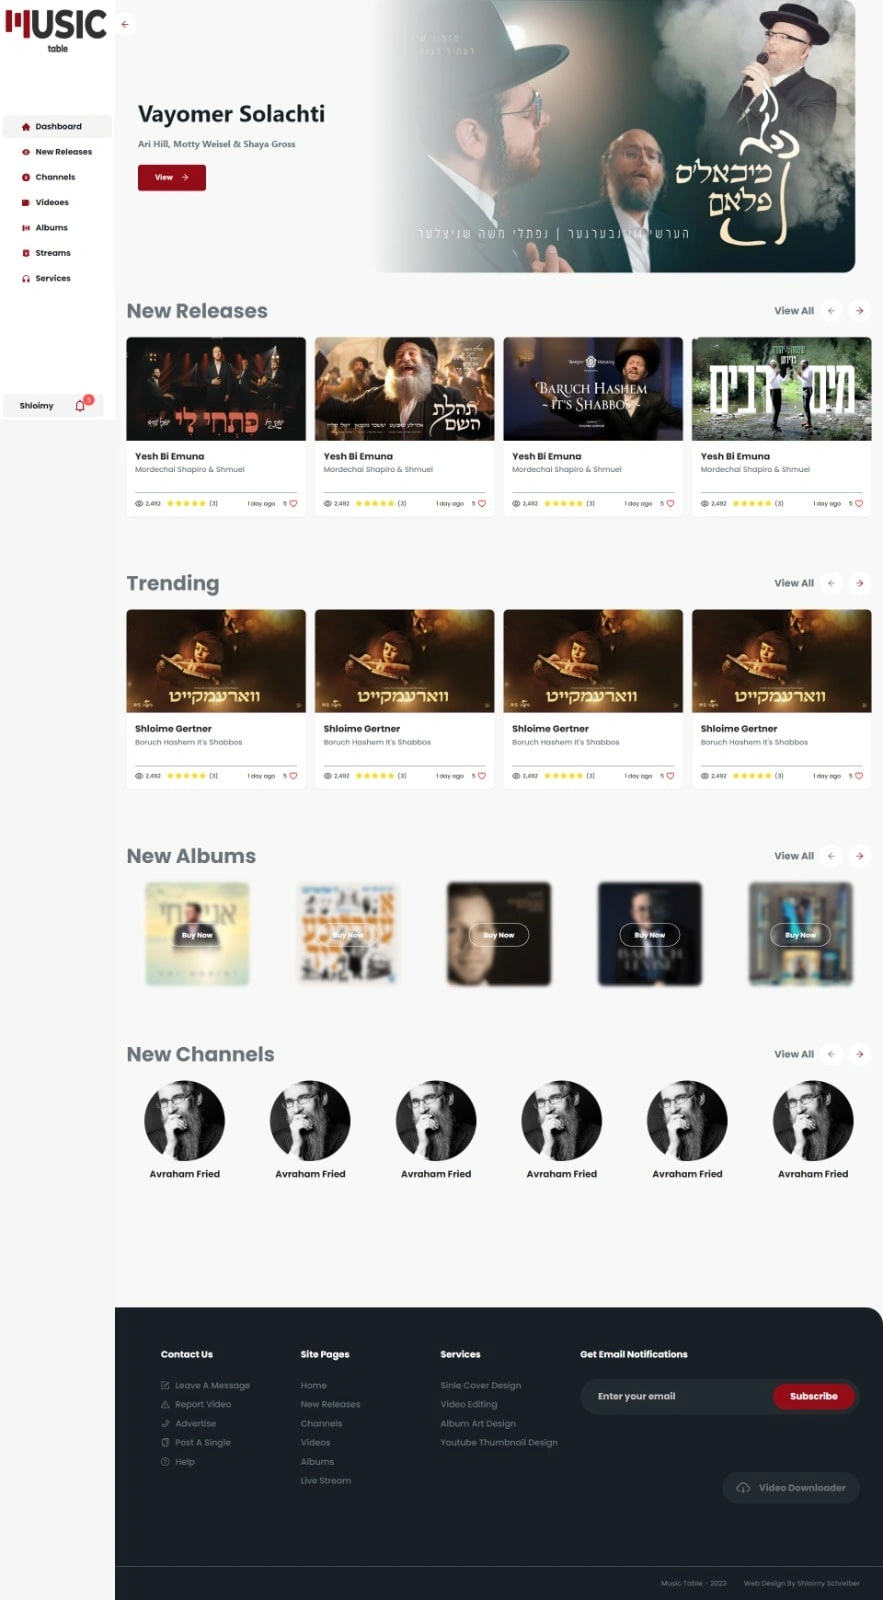 MUSIC
table
Dashboard
New Releases
Channels
Videoes
Albums
Streams
Services
Shloimy
Vayomer Solachti
Ari Hill, Motty Weisel & Shaya Gross
View
מיכאל'ס
פלאם
| נפתלי משה שניצלער
New Releases
View All
פתחי לי
תהלת
השם
BARUCH HASHEM
~ IT'S SHABBOS ~
מים רבים
Yesh Bi Emuna
Mordechai Shapiro & Shmuel
2,492
(3)
1 day ago
5
Yesh Bi Emuna
Mordechai Shapiro & Shmuel
2,492
(3)
1 day ago
5
Yesh Bi Emuna
Mordechai Shapiro & Shmuel
2,492
(3)
1 day ago
5
Yesh Bi Emuna
Mordechai Shapiro & Shmuel
2,492
(3)
1 day ago
5
Trending
View All
ווארעמקייט
ווארעמקייט
ווארעמקייט
ווארעמקייט
Shloime Gertner
Boruch Hashem It's Shabbos
2,492
(3)
1 day ago
5
Shloime Gertner
Boruch Hashem It's Shabbos
2,492
(3)
1 day ago
5
Shloime Gertner
Boruch Hashem It's Shabbos
2,492
(3)
1 day ago
5
Shloime Gertner
Boruch Hashem It's Shabbos
2,492
(3)
1 day ago
5
New Albums
View All
Buy Now
Buy Now
Buy Now
Buy Now
Buy Now
New Channels
View All
Avraham Fried
Avraham Fried
Avraham Fried
Avraham Fried
Avraham Fried
Avraham Fried
Contact Us
Leave A Message
Report Video
Advertise
Post A Single
Help
Site Pages
Home
New Releases
Channels
Videos
Albums
Live Stream
Services
Sinle Cover Design
Video Editing
Album Art Design
Youtube Thumbnail Design
Get Email Notifications
Enter your email
Subscribe
Video Downloader
Music Table - 2023
Web Design By Shloimy Schreiber